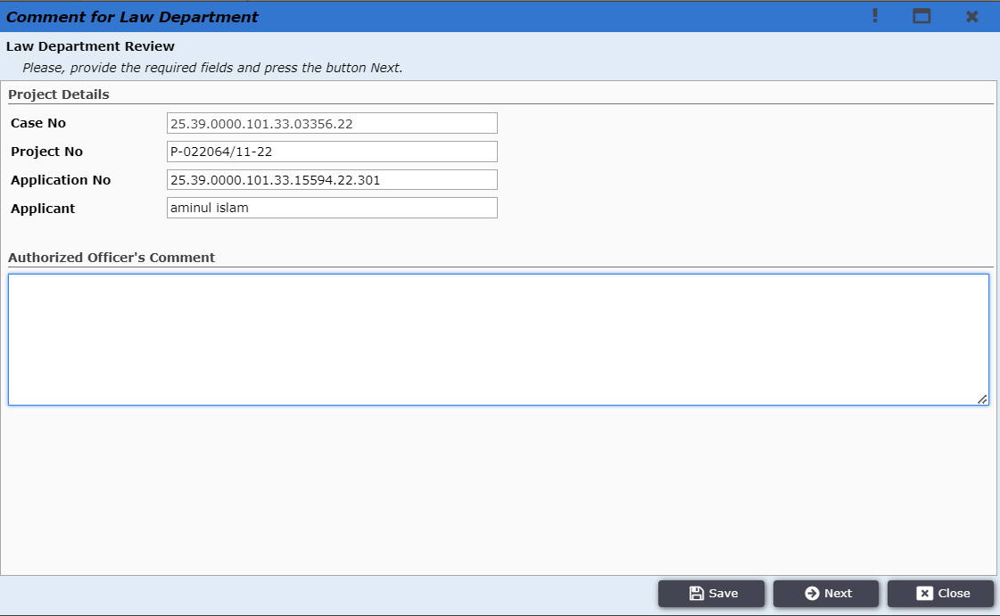 Comment for Law Department
Law Department Review
Please, provide the required fields and press the button Next.
Project Details
Case No 25.39.0000.101.33.03356.22
Project No P-022064/11-22
Application No 25.39.0000.101.33.15594.22.301
Applicant aminul islam
Authorized Officer's Comment
Save Next Close